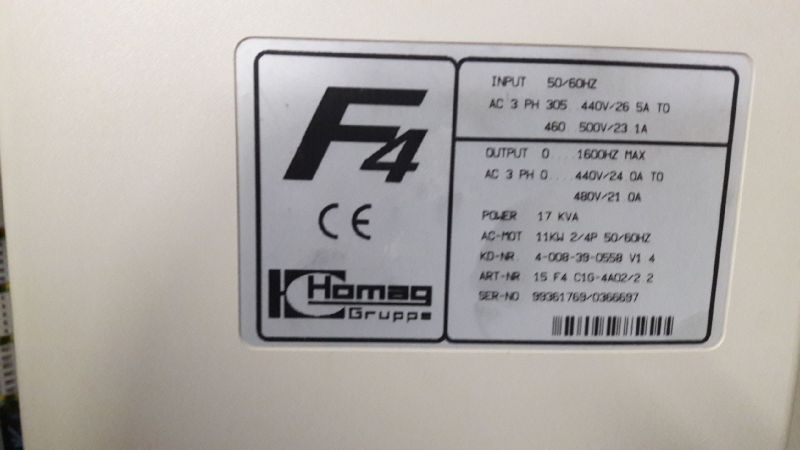 F4
CE
Homag
Gruppe
INPUT 50/60HZ
AC 3 PH 305...440V/26.5A TO
460...500V/23.1A
OUTPUT 0....1600HZ MAX
AC 3 PH 0....440V/24.0A TO
480V/21.0A
POWER 17 KVA
AC-MOT 11KW 2/4P 50/60HZ
KD-NR. 4-008-39-0558 V1.4
ART-NR 15.F4.C1G-4A02/2.2
SER-NO 99361769/0366697